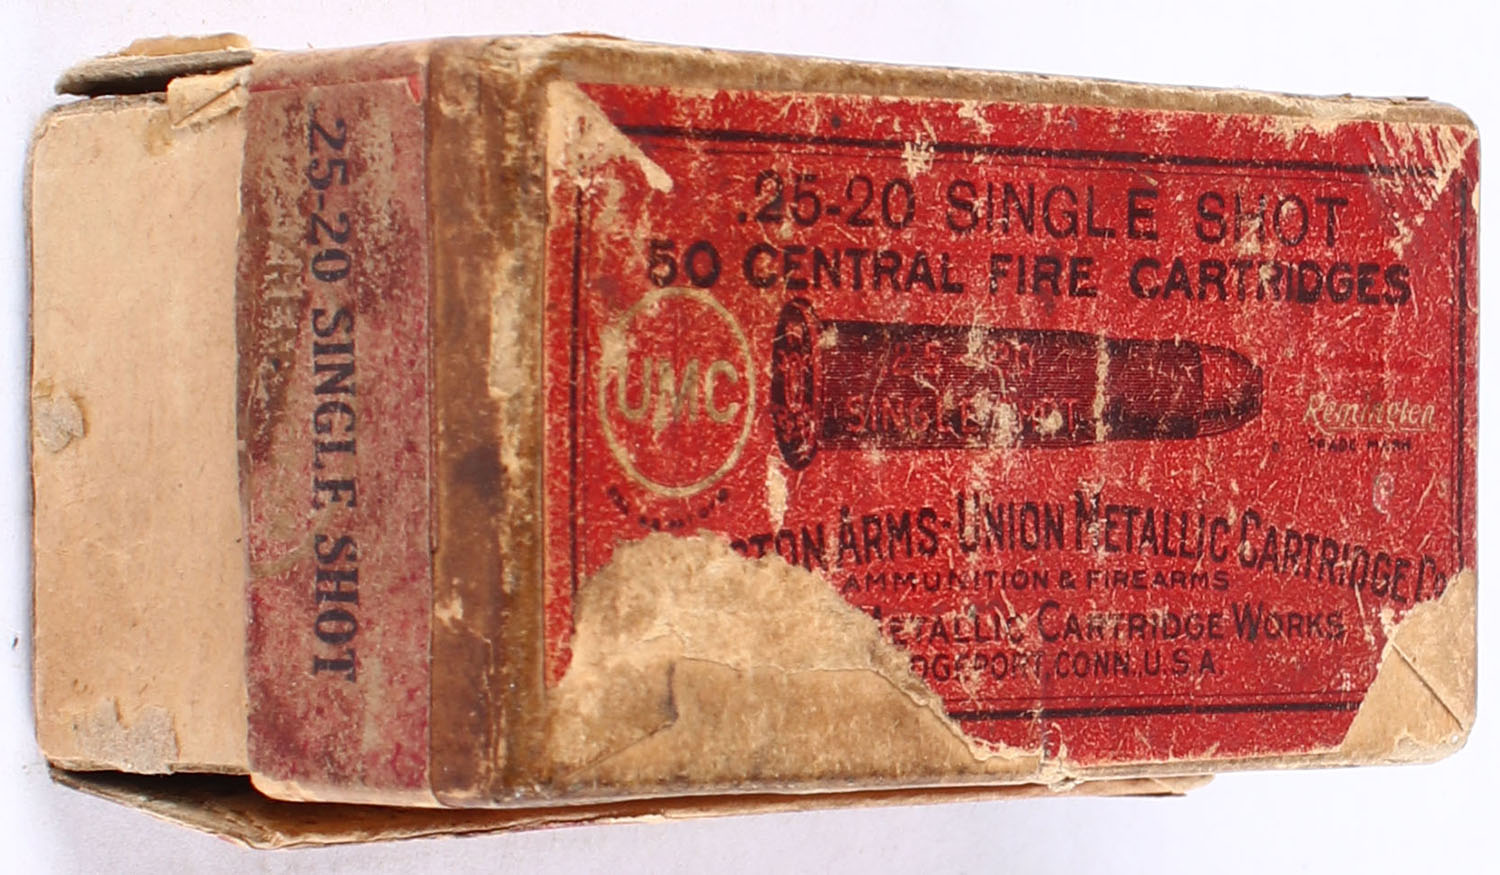 .25-20 SINGLE SHOT
.25-20 SINGLE SHOT
50 CENTRAL FIRE CARTRIDGES
UMC
SINGLE SHOT
Remington
TRADE MARK
ARMS-UNION METALLIC CARTRIDGE CO
AMMUNITION & FIREARMS
METALLIC CARTRIDGE WORKS
CONN. U.S.A.